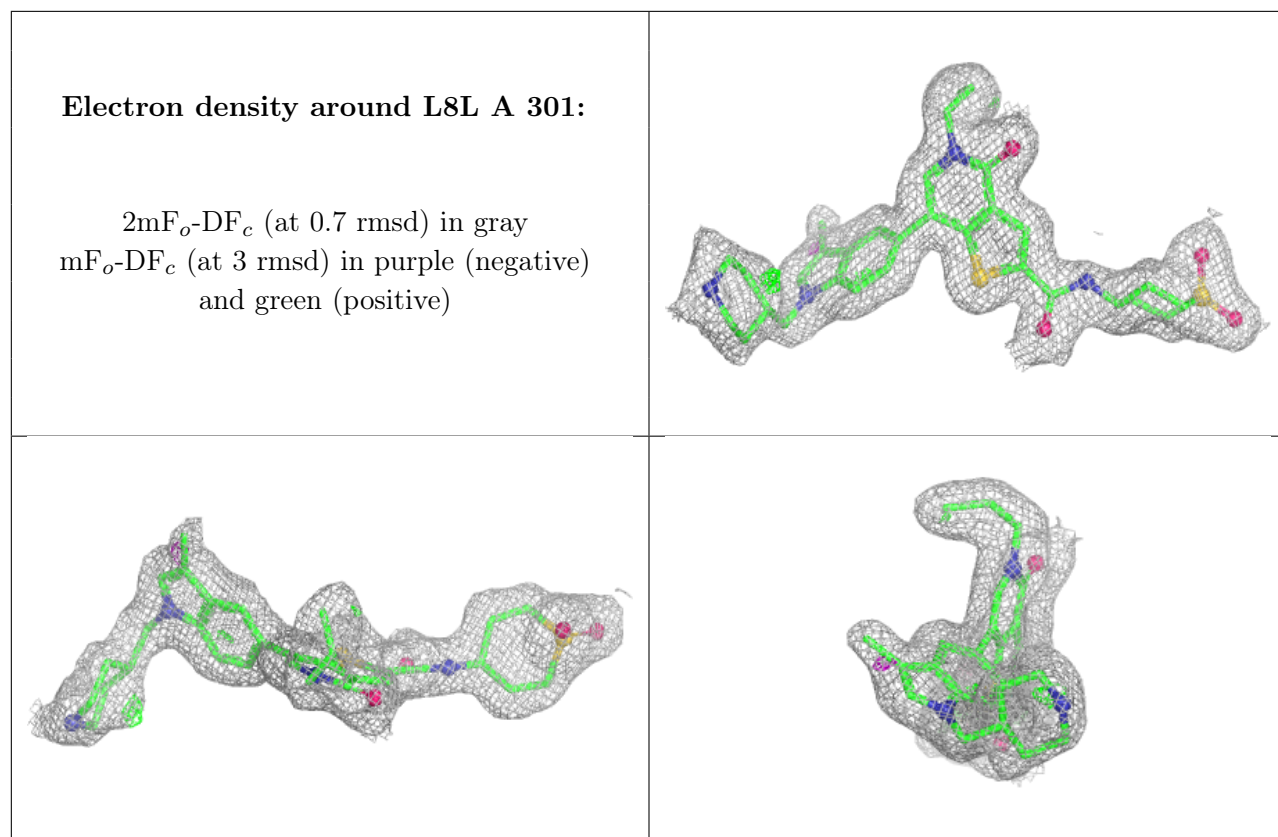 Electron density around L8L A 301:
2mFo-DFc (at 0.7 rmsd) in gray
mFo-DFc (at 3 rmsd) in purple (negative)
and green (positive)